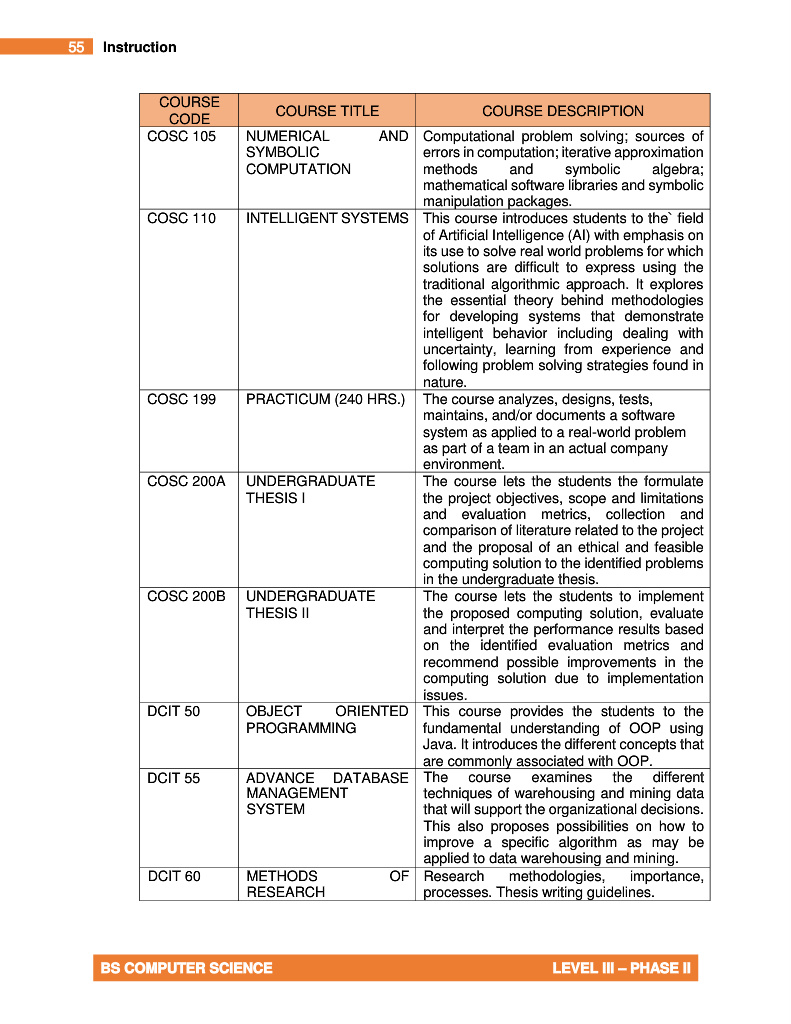 55 Instruction
COURSE CODE COURSE TITLE COURSE DESCRIPTION
COSC 105 NUMERICAL AND Computational problem solving; sources of
SYMBOLIC errors in computation; iterative approximation
COMPUTATION methods and symbolic algebra;
mathematical software libraries and symbolic
manipulation packages.
COSC 110 INTELLIGENT SYSTEMS This course introduces students to the` field
of Artificial Intelligence (AI) with emphasis on
its use to solve real world problems for which
solutions are difficult to express using the
traditional algorithmic approach. It explores
the essential theory behind methodologies
for developing systems that demonstrate
intelligent behavior including dealing with
uncertainty, learning from experience and
following problem solving strategies found in
nature.
COSC 199 PRACTICUM (240 HRS.) The course analyzes, designs, tests,
maintains, and/or documents a software
system as applied to a real-world problem
as part of a team in an actual company
environment.
COSC 200A UNDERGRADUATE The course lets the students the formulate
THESIS I the project objectives, scope and limitations
and evaluation metrics, collection and
comparison of literature related to the project
and the proposal of an ethical and feasible
computing solution to the identified problems
in the undergraduate thesis.
COSC 200B UNDERGRADUATE The course lets the students to implement
THESIS II the proposed computing solution, evaluate
and interpret the performance results based
on the identified evaluation metrics and
recommend possible improvements in the
computing solution due to implementation
issues.
DCIT 50 OBJECT ORIENTED This course provides the students to the
PROGRAMMING fundamental understanding of OOP using
Java. It introduces the different concepts that
are commonly associated with OOP.
DCIT 55 ADVANCE DATABASE The course examines the different
MANAGEMENT techniques of warehousing and mining data
SYSTEM that will support the organizational decisions.
This also proposes possibilities on how to
improve a specific algorithm as may be
applied to data warehousing and mining.
DCIT 60 METHODS OF Research methodologies, importance,
RESEARCH processes. Thesis writing guidelines.
BS COMPUTER SCIENCE LEVEL III – PHASE II